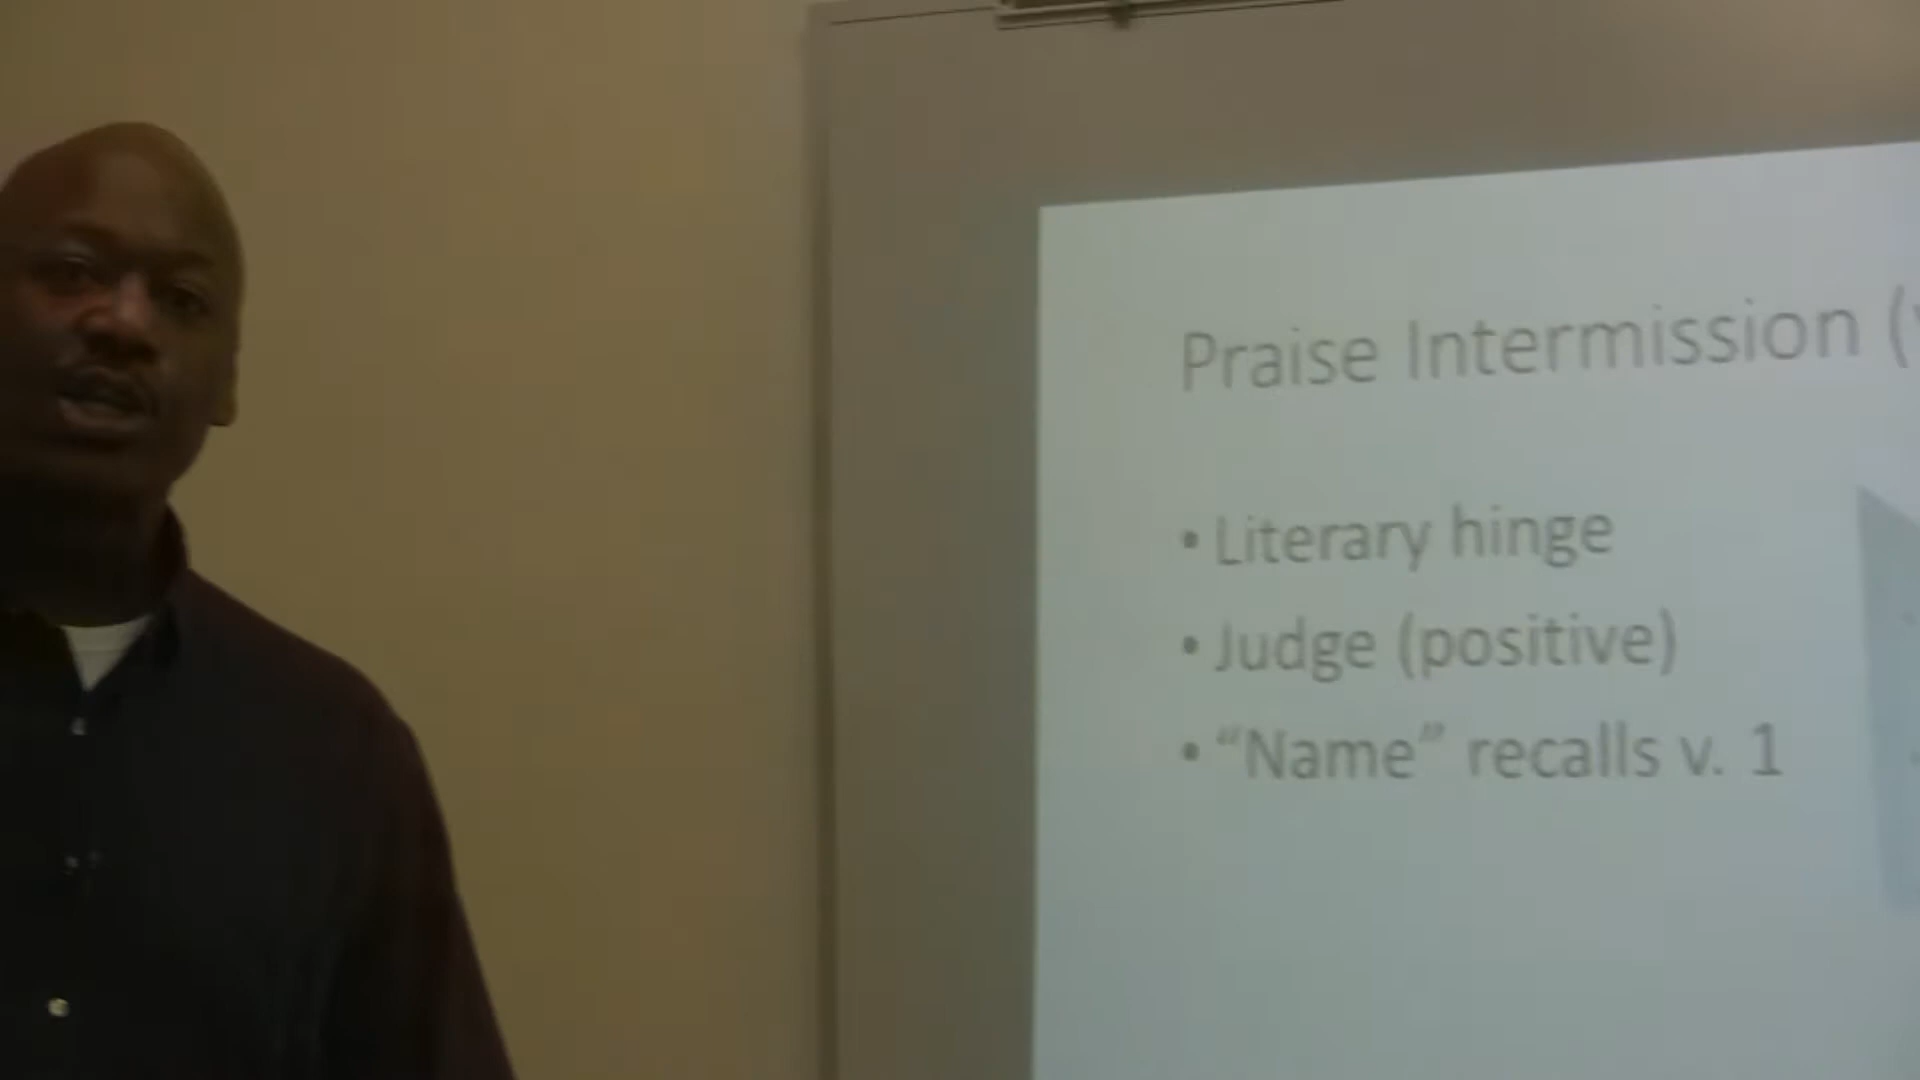 Praise Intermission (
• Literary hinge
• Judge (positive)
• “Name” recalls v. 1